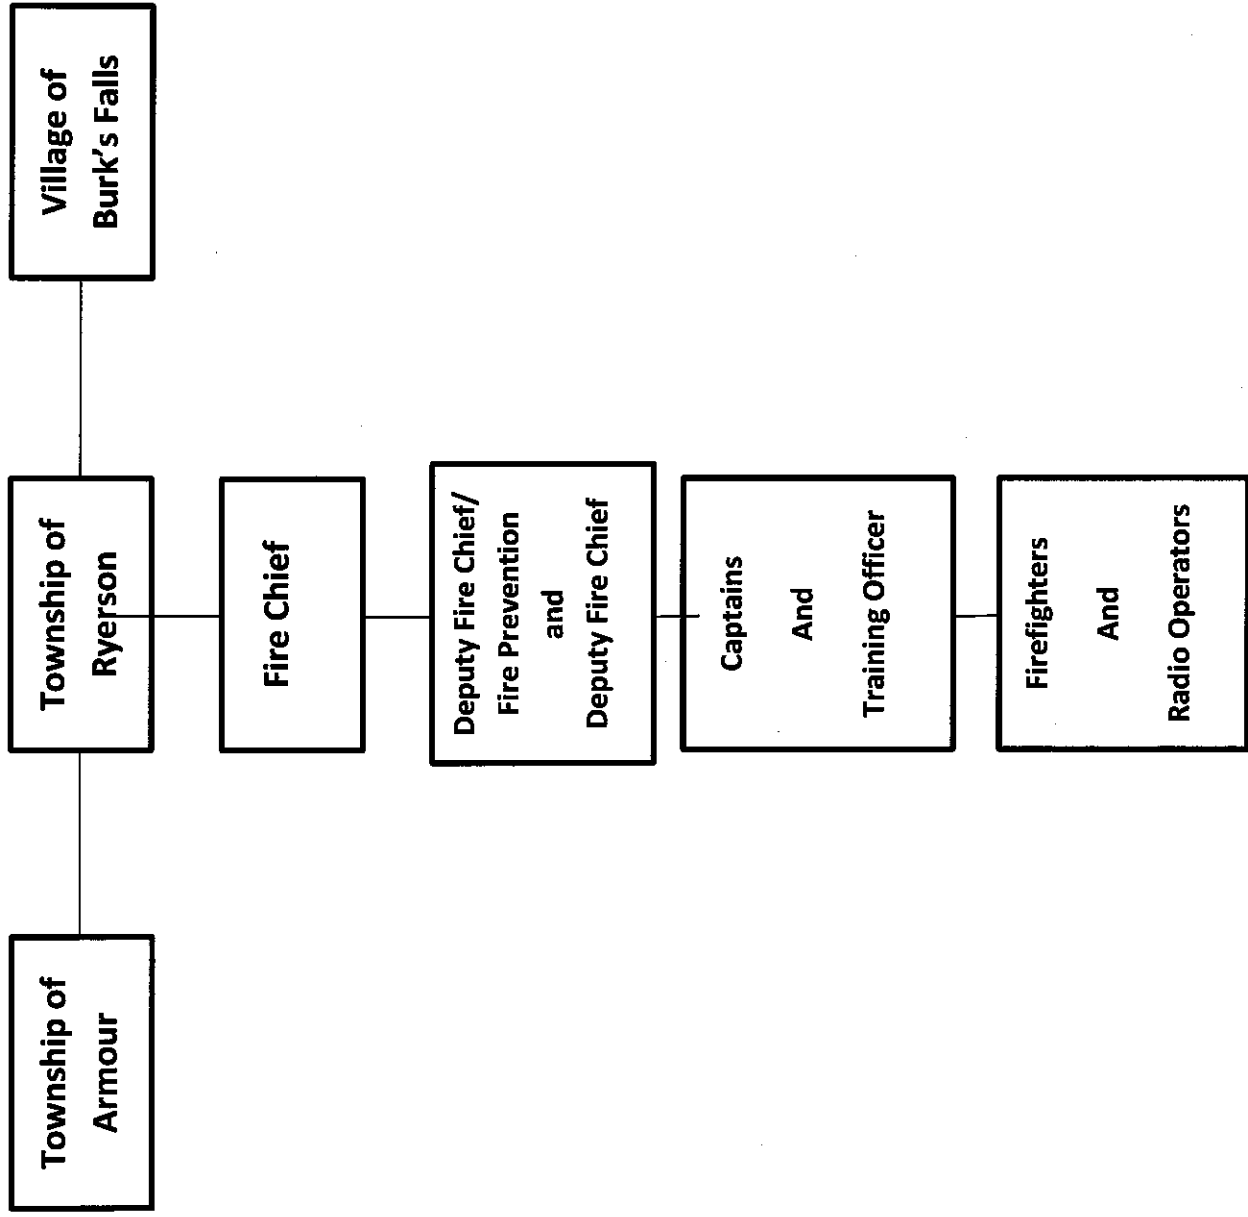 Township of
Armour
Township of
Ryerson
Village of
Burk's Falls
Fire Chief
Deputy Fire Chief/
Fire Prevention
and
Deputy Fire Chief
Captains
And
Training Officer
Firefighters
And
Radio Operators